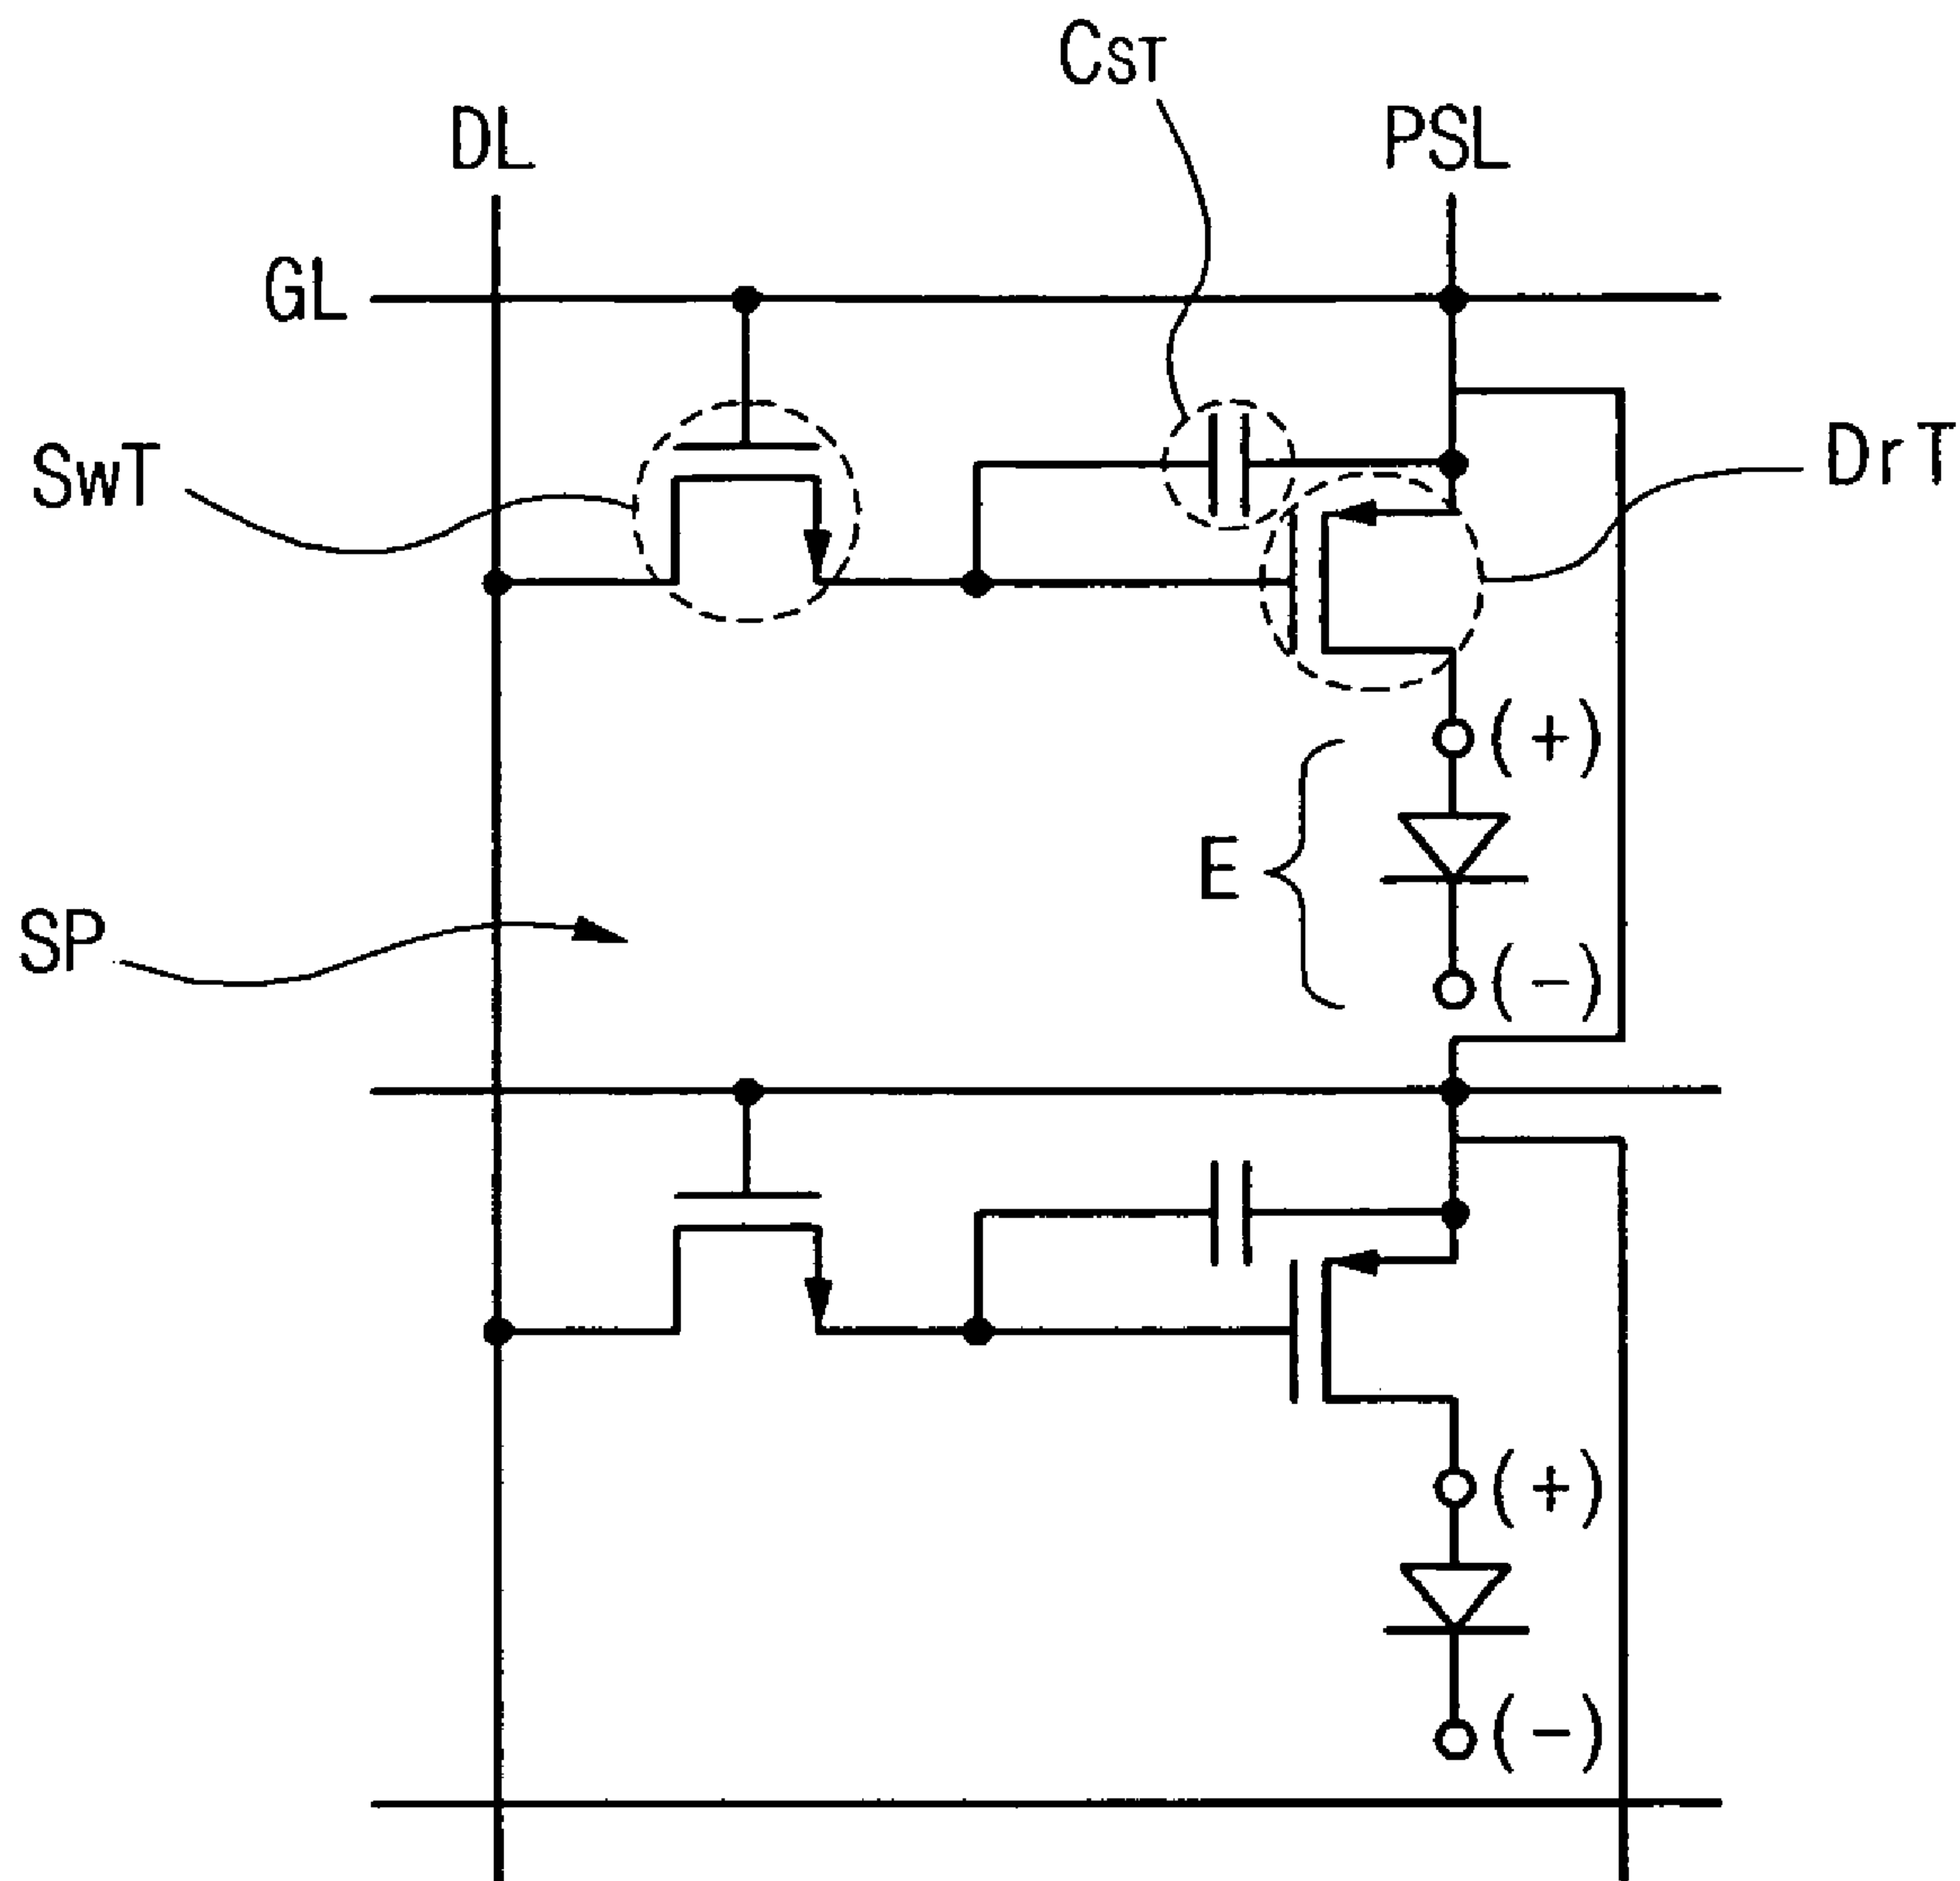 CST
DL
PSL
GL
SwT
DrT
(+)
E
SP
(-)
(+)
(-)